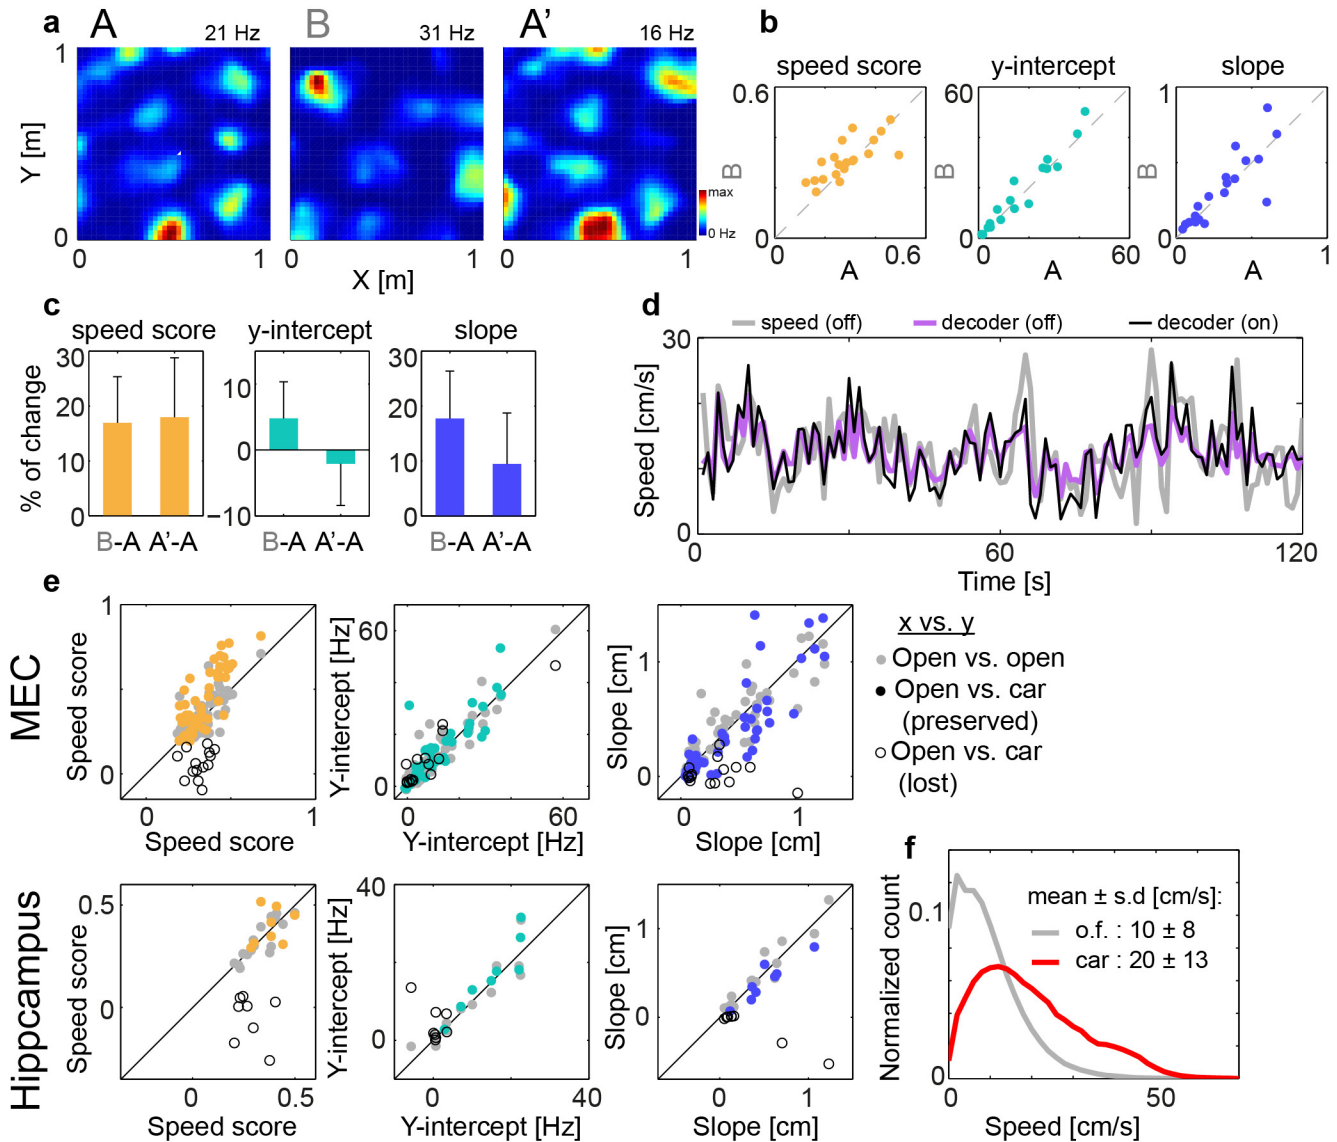 a
A
21 Hz
B
31 Hz
A’
16 Hz
1
Y [m]
0
0
1
0
1
0
1
X [m]
max
0 Hz
b
speed score
y-intercept
slope
0.6
B
0
0
A
0.6
60
B
0
0
A
60
1
B
0
0
A
1
c
speed score
y-intercept
slope
% of change
30
20
10
0
B-A A’-A
10
0
−10
B-A A’-A
30
20
10
0
B-A A’-A
d
speed (off)
decoder (off)
decoder (on)
30
Speed [cm/s]
0
0
60
120
Time [s]
e
MEC
1
Speed score
0
0
1
Speed score
60
Y-intercept [Hz]
0
0
60
Y-intercept [Hz]
1
Slope [cm]
0
0
1
Slope [cm]
x vs. y
Open vs. open
Open vs. car
(preserved)
Open vs. car
(lost)
Hippcampus
0.5
Speed score
0
0
0.5
Speed score
40
Y-intercept [Hz]
0
0
40
Y-intercept [Hz]
1
Slope [cm]
0
0
1
Slope [cm]
f
Normalized count
0.1
0
mean ± s.d [cm/s]:
o.f. : 10 ± 8
car : 20 ± 13
0
50
Speed [cm/s]